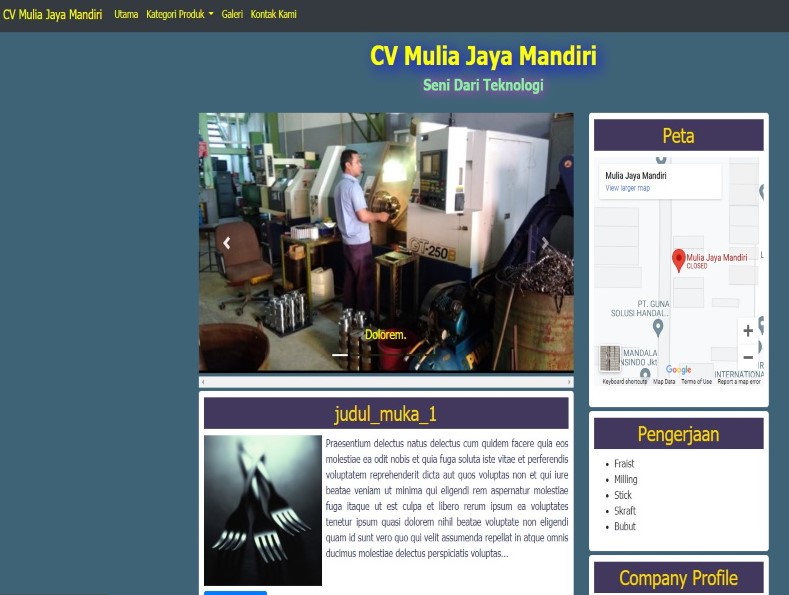 CV Mulia Jaya Mandiri Utama Kategori Produk Galeri Kontak Kami
CV Mulia Jaya Mandiri
Seni Dari Teknologi
GT-250B
Dolorem.
judul_muka_1
Praesentium delectus natus delectus cum quidem facere quia eos
molestiae ea odit nobis et quia fuga soluta iste vitae et perferendis
voluptatem reprehenderit dicta aut quos voluptas non et qui iure
beatae veniam ut minima qui eligendi rem aspernatur molestiae
fuga itaque ut est culpa et libero rerum ipsum ea voluptates
tenetur ipsum quasi dolorem nihil beatae voluptate non eligendi
quam id sunt vero quo qui velit assumenda repellat in atque omnis
ducimus molestiae delectus perspiciatis voluptas...
Peta
Mulia Jaya Mandiri
View larger map
Mulia Jaya Mandiri
CLOSED
PT. GUNA
SOLUSI HANDAL...
MANDALA
NSINDO Jkt
INTERNATIONA
Google
Keyboard shortcuts Map Data Terms of Use Report a map error
Pengerjaan
Fraist
Milling
Stick
Skraft
Bubut
Company Profile